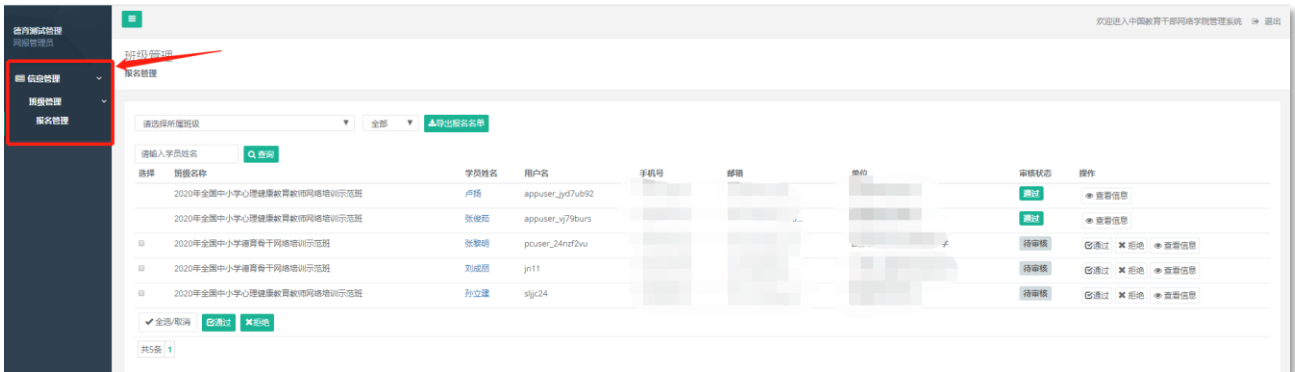 德育测试管理
网报管理员
信息管理
班级管理
报名管理
欢迎进入中国教育干部网络学院管理系统 退出
班级管理
报名管理
请选择所属班级 全部 导出报名名单
请输入学员姓名 查询
选择 班级名称 学员姓名 用户名 手机号 邮箱 单位 审核状态 操作
2020年全国中小学心理健康教育教师网络培训示范班 卢扬 appuser_jyd7ub92 通过 查看信息
2020年全国中小学心理健康教育教师网络培训示范班 张俊茹 appuser_vj79burs 通过 查看信息
2020年全国中小学德育骨干网络培训示范班 张黎明 pcuser_24nzf2vu 待审核 通过 拒绝 查看信息
2020年全国中小学德育骨干网络培训示范班 刘成丽 jn11 待审核 通过 拒绝 查看信息
2020年全国中小学心理健康教育教师网络培训示范班 孙立建 sljjc24 待审核 通过 拒绝 查看信息
全选/取消 通过 拒绝
共5条 1